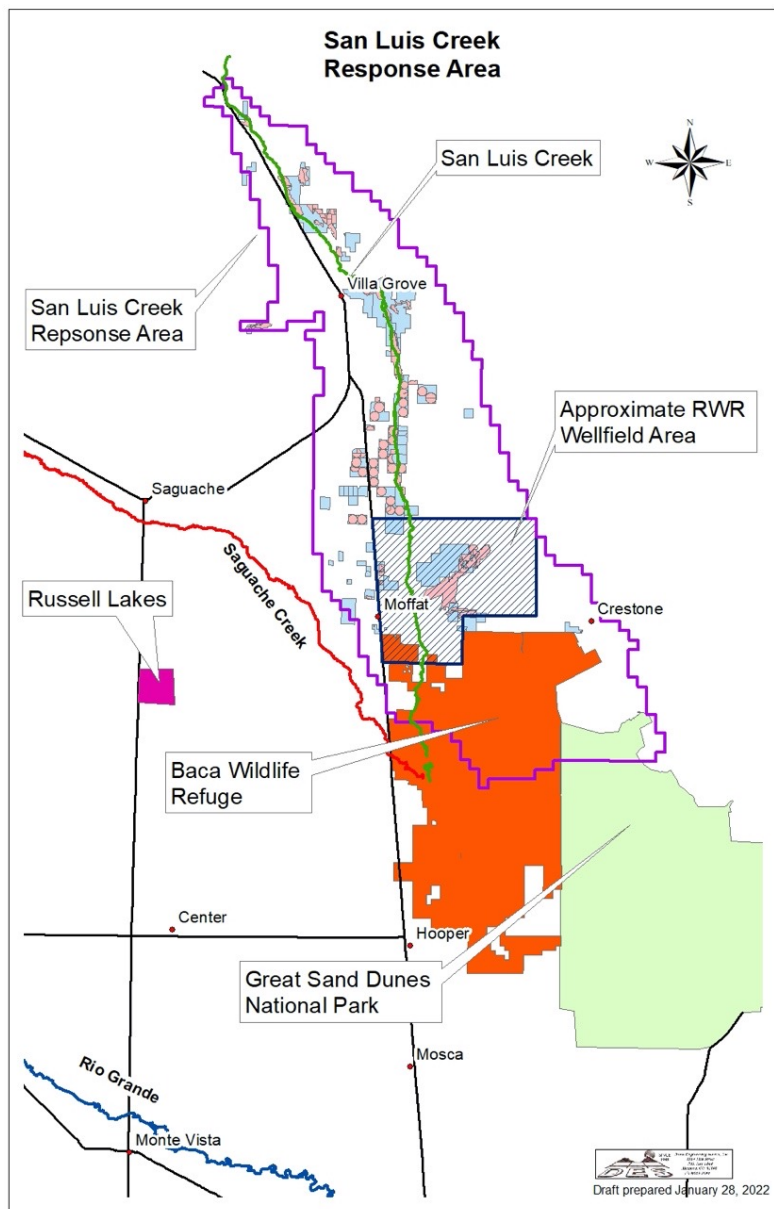 San Luis Creek
Response Area
N
W
E
S
San Luis Creek
Villa Grove
San Luis Creek
Repsonse Area
Approximate RWR
Wellfield Area
Saguache
Saguache Creek
Russell Lakes
Moffat
Crestone
Baca Wildlife
Refuge
Center
Hooper
Great Sand Dunes
National Park
Mosca
Rio Grande
Monte Vista
DES
Draft prepared January 28, 2022